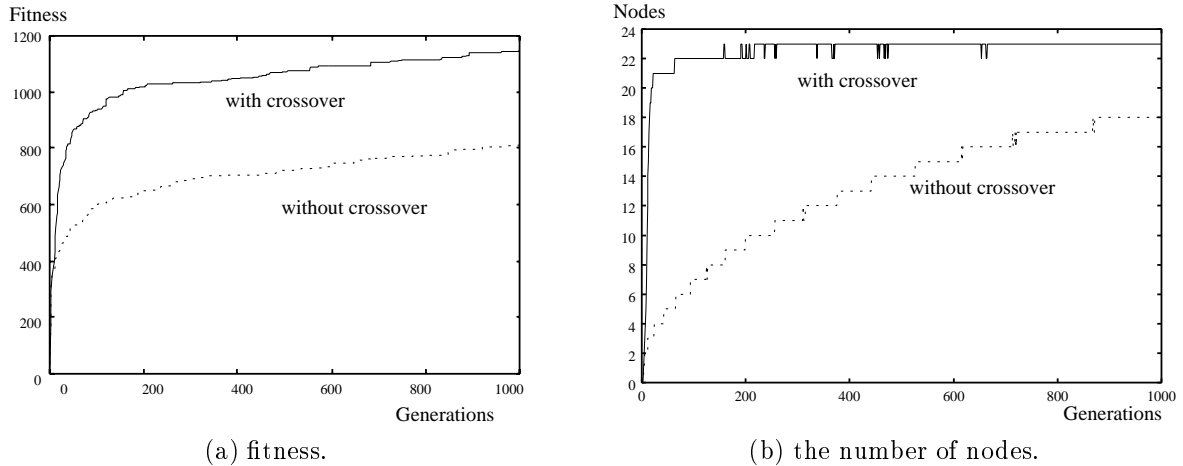 Fitness
1200
1000
800
600
400
200
0
0 200 400 600 800 1000
Generations
with crossover
without crossover
(a) fitness.
Nodes
24
22
20
18
16
14
12
10
8
6
4
2
0
0 200 400 600 800 1000
Generations
with crossover
without crossover
(b) the number of nodes.